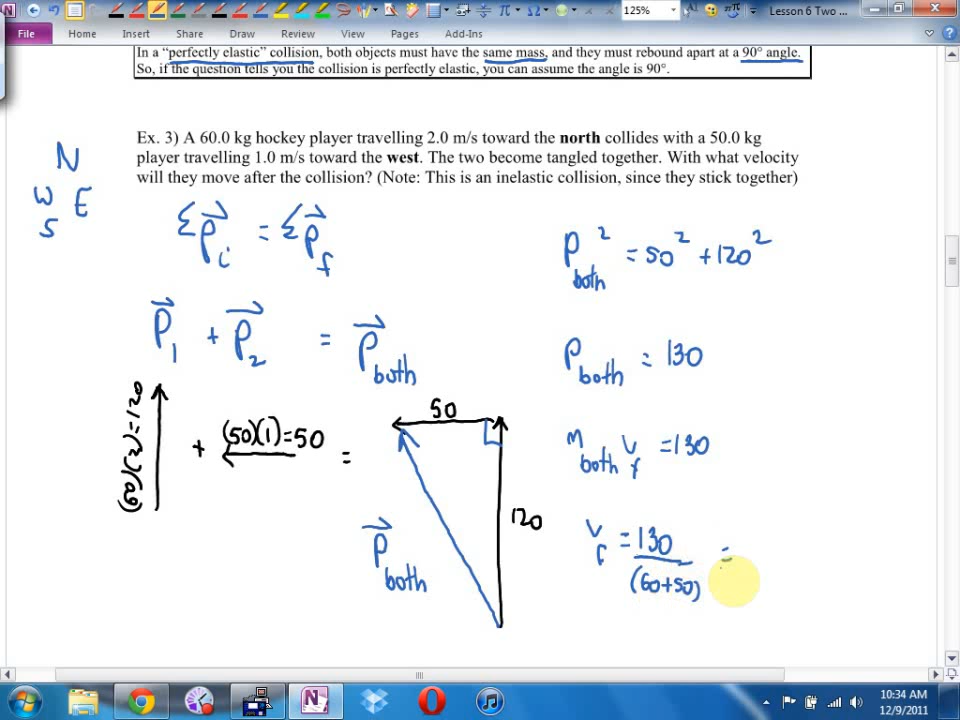 125%
Lesson 6 Two ...
File Home Insert Share Draw Review View Pages Add-Ins
In a “perfectly elastic” collision, both objects must have the same mass, and they must rebound apart at a 90° angle.
So, if the question tells you the collision is perfectly elastic, you can assume the angle is 90°.
Ex. 3) A 60.0 kg hockey player travelling 2.0 m/s toward the north collides with a 50.0 kg
player travelling 1.0 m/s toward the west. The two become tangled together. With what velocity
will they move after the collision? (Note: This is an inelastic collision, since they stick together)
N
W E
S
Σp⃗i = Σp⃗f
p⃗1 + p⃗2 = p⃗both
(60)(2)=120 + (50)(1)=50 =
50
120
p⃗both
p both ² = 50² + 120²
p both = 130
m both vf = 130
vf = 130 / (60+50) =
10:34 AM
12/9/2011